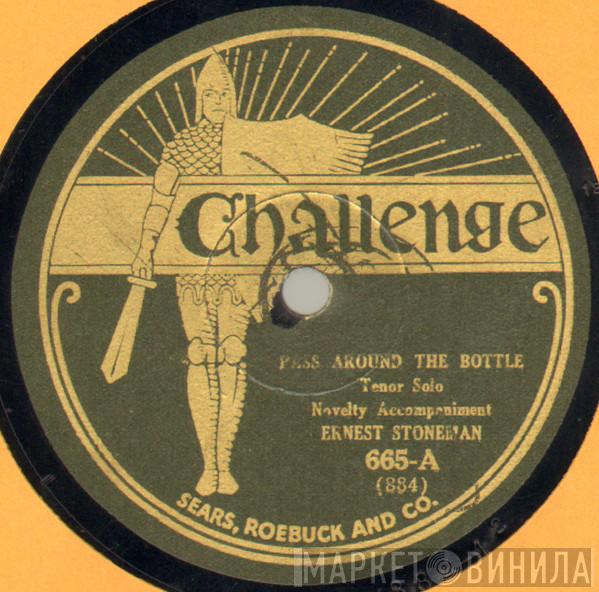 Challenge
PASS AROUND THE BOTTLE
Tenor Solo
Novelty Accompaniment
ERNEST STONEMAN
665-A
(884)
SEARS, ROEBUCK AND CO.
МАРКЕТ ВИНИЛА